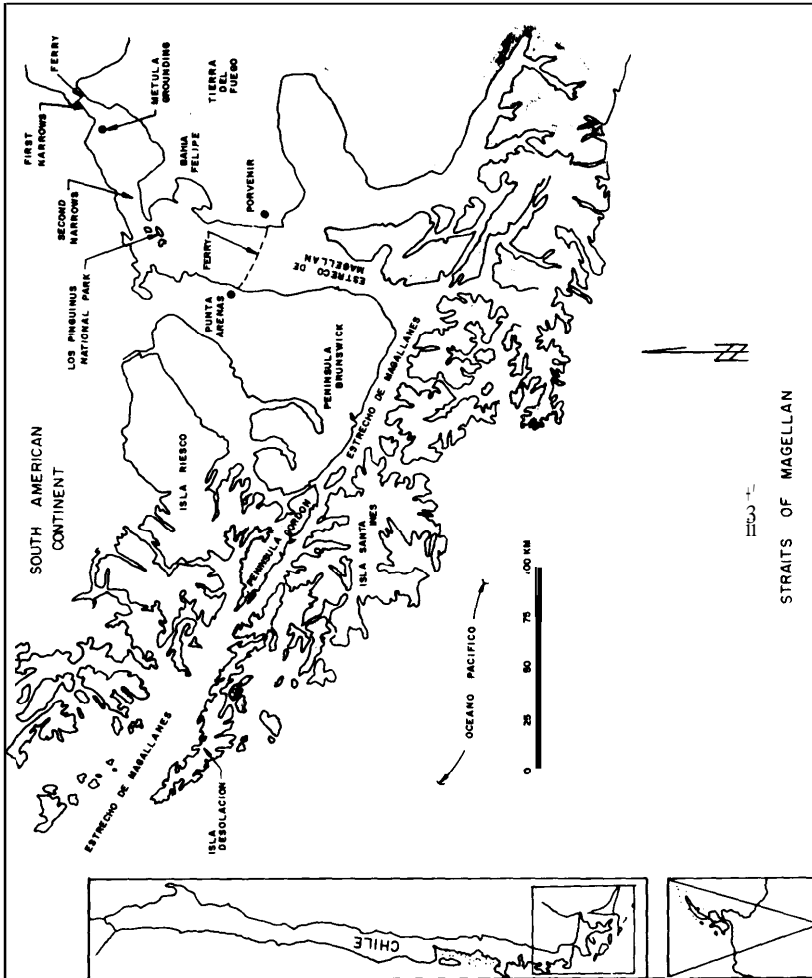 FIRST
NARROWS
FERRY
SECOND
NARROWS
METULA
GROUNDING
LOS PINGUINUS
NATIONAL PARK
BAHIA
FELIPE
TIERRA
DEL
FUEGO
PORVENIR
FERRY
PUNTA
ARENAS
ESTRECO DE
MAGELLAN
SOUTH AMERICAN
CONTINENT
ISLA RIESCO
PENINSULA
BRUNSWICK
ESTRECHO DE MAGALLANES
PENINSULA CORDON
ISLA SANTA
INES
ESTRECHO DE MAGALLANES
ISLA
DESOLACION
OCEANO PACIFICO
0 25 50 75 100 KM
N
STRAITS OF MAGELLAN
CHILE